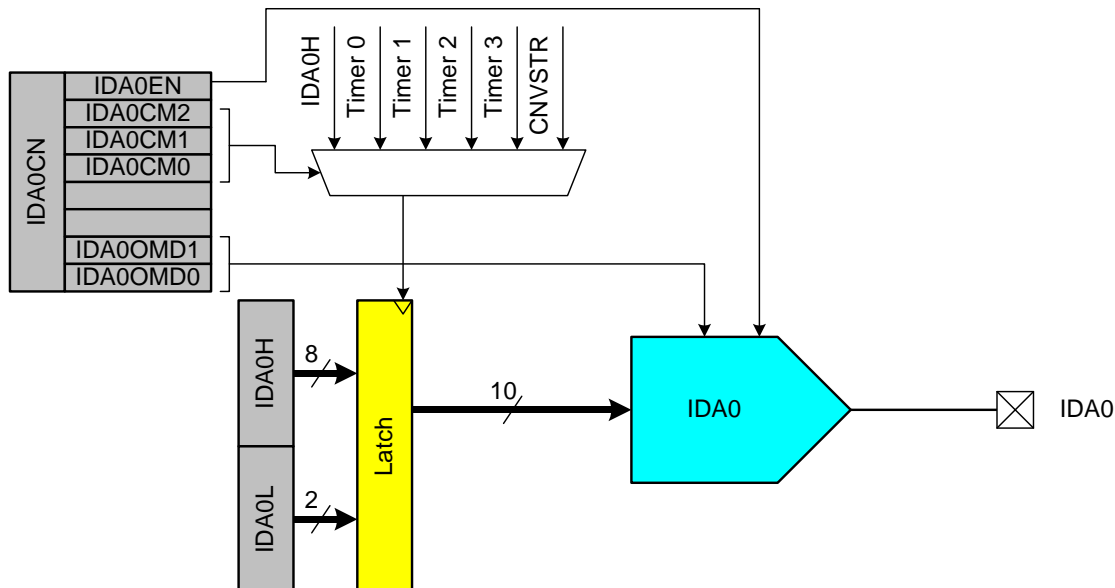 IDA0CN
IDA0EN
IDA0CM2
IDA0CM1
IDA0CM0
IDA0OMD1
IDA0OMD0
IDA0H
Timer 0
Timer 1
Timer 2
Timer 3
CNVSTR
IDA0H
IDA0L
8
2
Latch
10
IDA0
IDA0